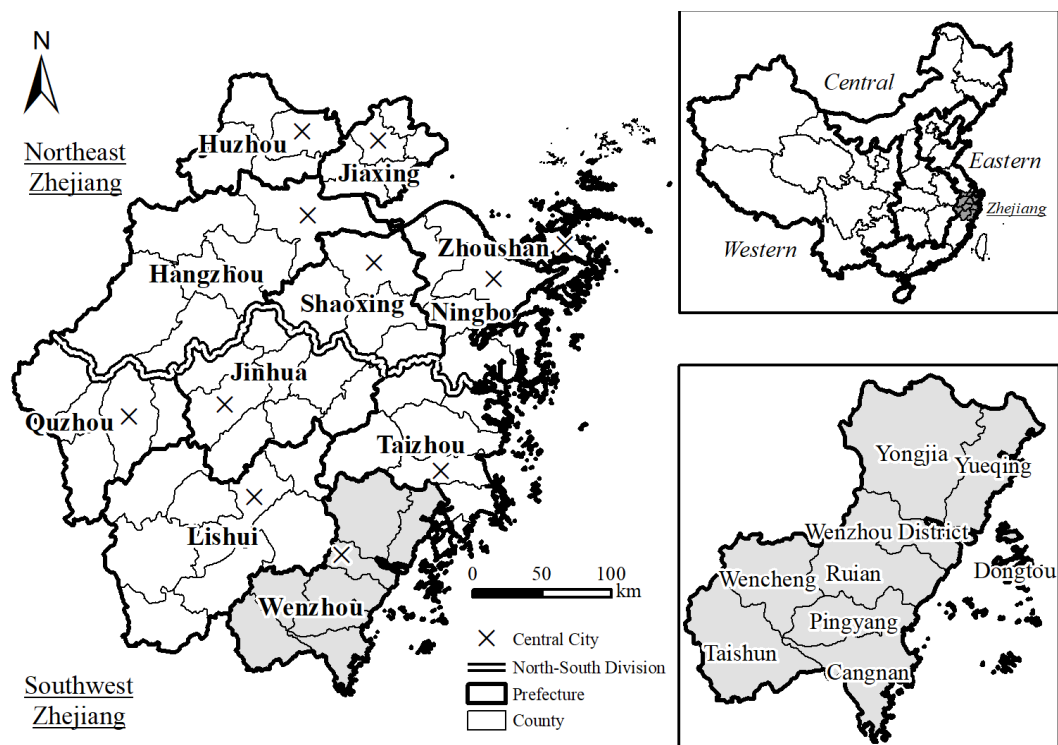 N
Northeast
Zhejiang
Huzhou
Jiaxing
Hangzhou
Zhoushan
Shaoxing
Ningbo
Jinhua
Quzhou
Taizhou
Lishui
Wenzhou
Southwest
Zhejiang
0 50 100
km
Central City
North-South Division
Prefecture
County
Central
Eastern
Zhejiang
Western
Yongjia
Yueqing
Wenzhou District
Dongtou
Wencheng
Ruian
Pingyang
Taishun
Cangnan